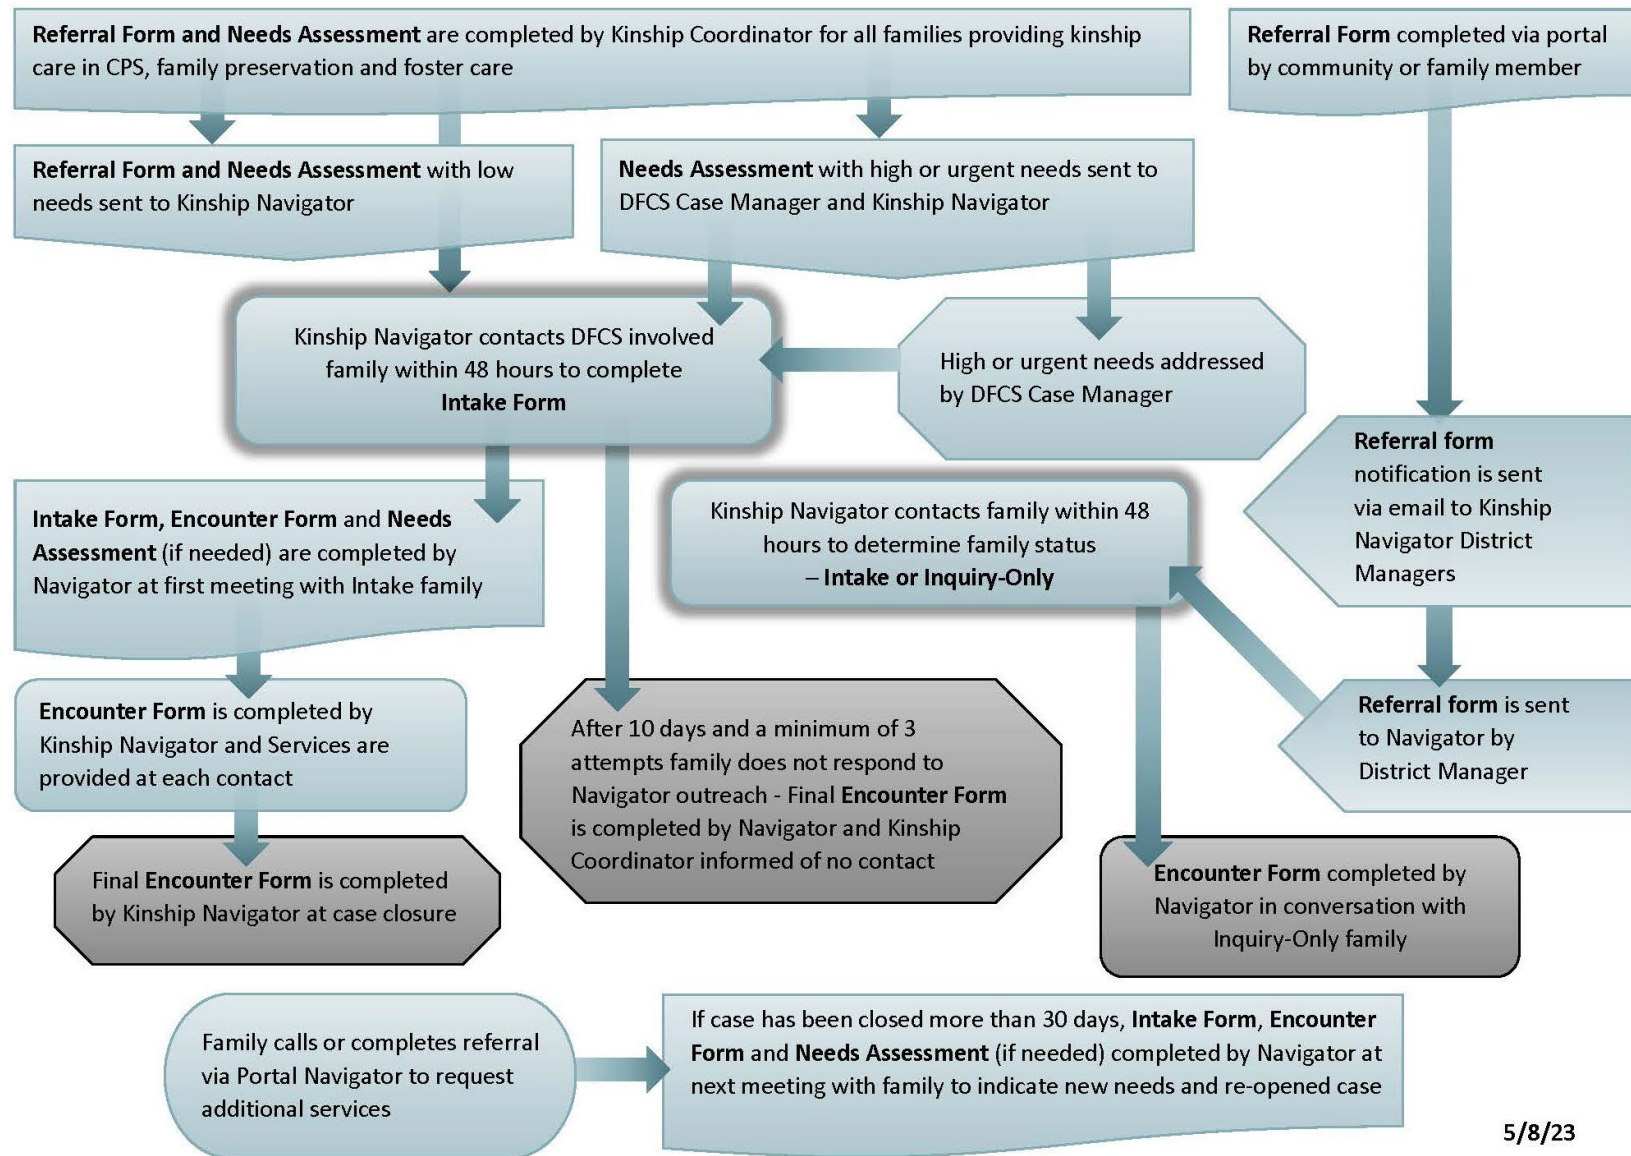 Referral Form and Needs Assessment are completed by Kinship Coordinator for all families providing kinship
care in CPS, family preservation and foster care
Referral Form completed via portal
by community or family member
Referral Form and Needs Assessment with low
needs sent to Kinship Navigator
Needs Assessment with high or urgent needs sent to
DFCS Case Manager and Kinship Navigator
Kinship Navigator contacts DFCS involved
family within 48 hours to complete
Intake Form
High or urgent needs addressed
by DFCS Case Manager
Referral form
notification is sent
via email to Kinship
Navigator District
Managers
Intake Form, Encounter Form and Needs
Assessment (if needed) are completed by
Navigator at first meeting with Intake family
Kinship Navigator contacts family within 48
hours to determine family status
– Intake or Inquiry-Only
Encounter Form is completed by
Kinship Navigator and Services are
provided at each contact
After 10 days and a minimum of 3
attempts family does not respond to
Navigator outreach - Final Encounter Form
is completed by Navigator and Kinship
Coordinator informed of no contact
Referral form is sent
to Navigator by
District Manager
Final Encounter Form is completed
by Kinship Navigator at case closure
Encounter Form completed by
Navigator in conversation with
Inquiry-Only family
Family calls or completes referral
via Portal Navigator to request
additional services
If case has been closed more than 30 days, Intake Form, Encounter
Form and Needs Assessment (if needed) completed by Navigator at
next meeting with family to indicate new needs and re-opened case
5/8/23